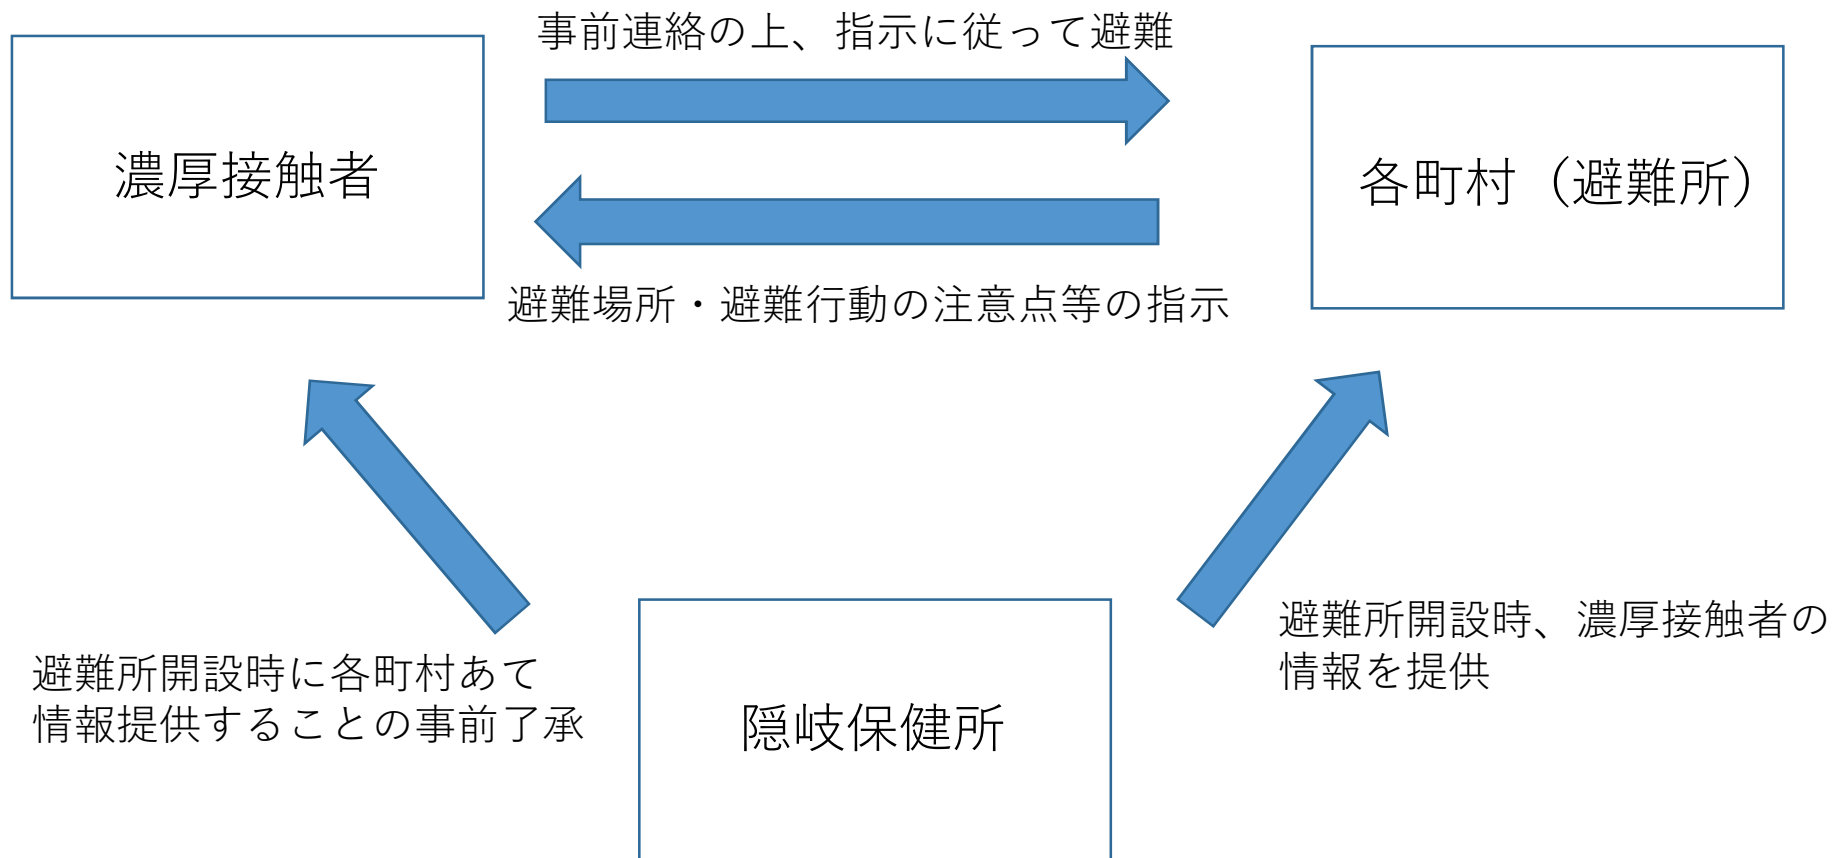 事前連絡の上、指示に従って避難
濃厚接触者
各町村（避難所）
避難場所・避難行動の注意点等の指示
避難所開設時、濃厚接触者の
情報を提供
避難所開設時に各町村あて
情報提供することの事前了承
隠岐保健所